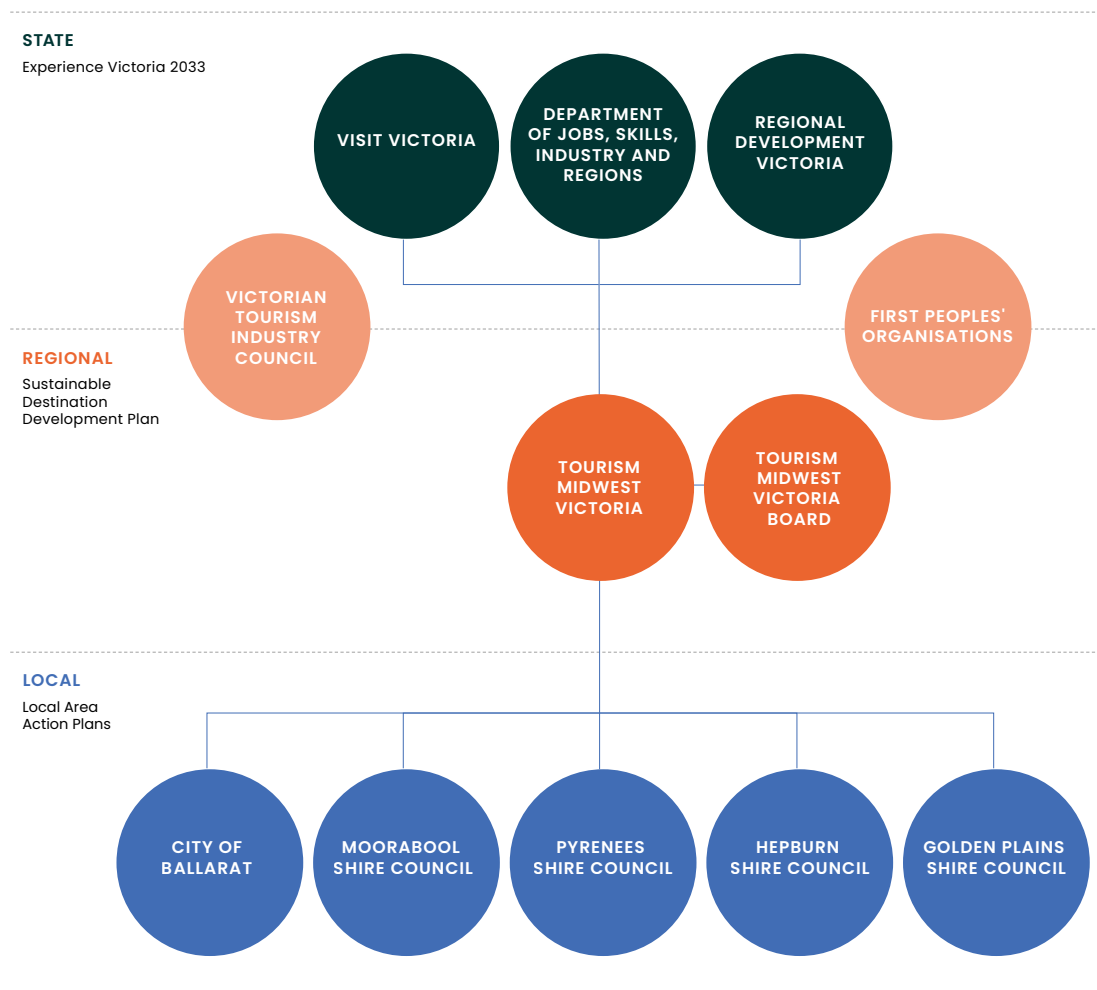 STATE
Experience Victoria 2033
VISIT VICTORIA
DEPARTMENT
OF JOBS, SKILLS,
INDUSTRY AND
REGIONS
REGIONAL
DEVELOPMENT
VICTORIA
VICTORIAN
TOURISM
INDUSTRY
COUNCIL
FIRST PEOPLES'
ORGANISATIONS
REGIONAL
Sustainable
Destination
Development Plan
TOURISM
MIDWEST
VICTORIA
TOURISM
MIDWEST
VICTORIA
BOARD
LOCAL
Local Area
Action Plans
CITY OF
BALLARAT
MOORABOOL
SHIRE COUNCIL
PYRENEES
SHIRE COUNCIL
HEPBURN
SHIRE COUNCIL
GOLDEN PLAINS
SHIRE COUNCIL